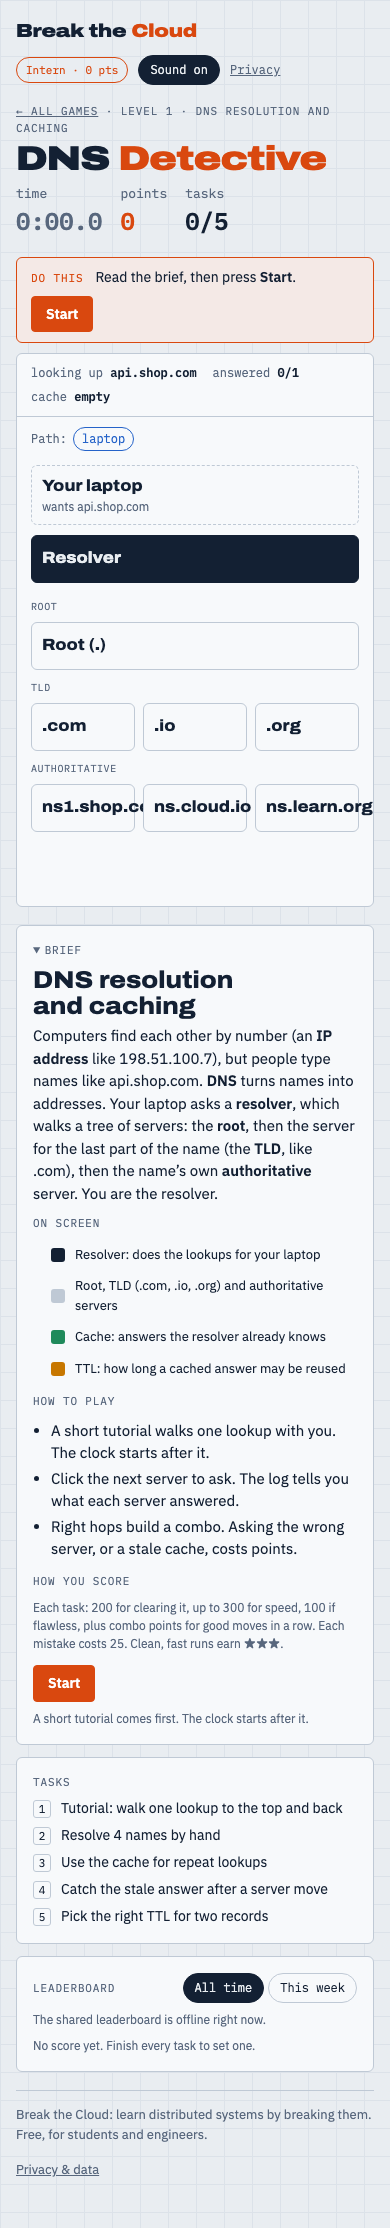 Break the Cloud
Intern · 0 pts
Sound on
Privacy
← ALL GAMES · LEVEL 1 · DNS RESOLUTION AND
CACHING
DNS Detective
time points tasks
0:00.0 0 0/5
DO THIS Read the brief, then press Start.
Start
looking up api.shop.com answered 0/1
cache empty
Path: laptop
Your laptop
wants api.shop.com
Resolver
ROOT
Root (.)
TLD
.com .io .org
AUTHORITATIVE
ns1.shop.c ns.cloud.io ns.learn.org
▼ BRIEF
DNS resolution
and caching
Computers find each other by number (an IP
address like 198.51.100.7), but people type
names like api.shop.com. DNS turns names into
addresses. Your laptop asks a resolver, which
walks a tree of servers: the root, then the server
for the last part of the name (the TLD, like
.com), then the name’s own authoritative
server. You are the resolver.
ON SCREEN
Resolver: does the lookups for your laptop
Root, TLD (.com, .io, .org) and authoritative
servers
Cache: answers the resolver already knows
TTL: how long a cached answer may be reused
HOW TO PLAY
• A short tutorial walks one lookup with you.
The clock starts after it.
• Click the next server to ask. The log tells you
what each server answered.
• Right hops build a combo. Asking the wrong
server, or a stale cache, costs points.
HOW YOU SCORE
Each task: 200 for clearing it, up to 300 for speed, 100 if
flawless, plus combo points for good moves in a row. Each
mistake costs 25. Clean, fast runs earn ★★★.
Start
A short tutorial comes first. The clock starts after it.
TASKS
1 Tutorial: walk one lookup to the top and back
2 Resolve 4 names by hand
3 Use the cache for repeat lookups
4 Catch the stale answer after a server move
5 Pick the right TTL for two records
LEADERBOARD All time This week
The shared leaderboard is offline right now.
No score yet. Finish every task to set one.
Break the Cloud: learn distributed systems by breaking them.
Free, for students and engineers.
Privacy & data